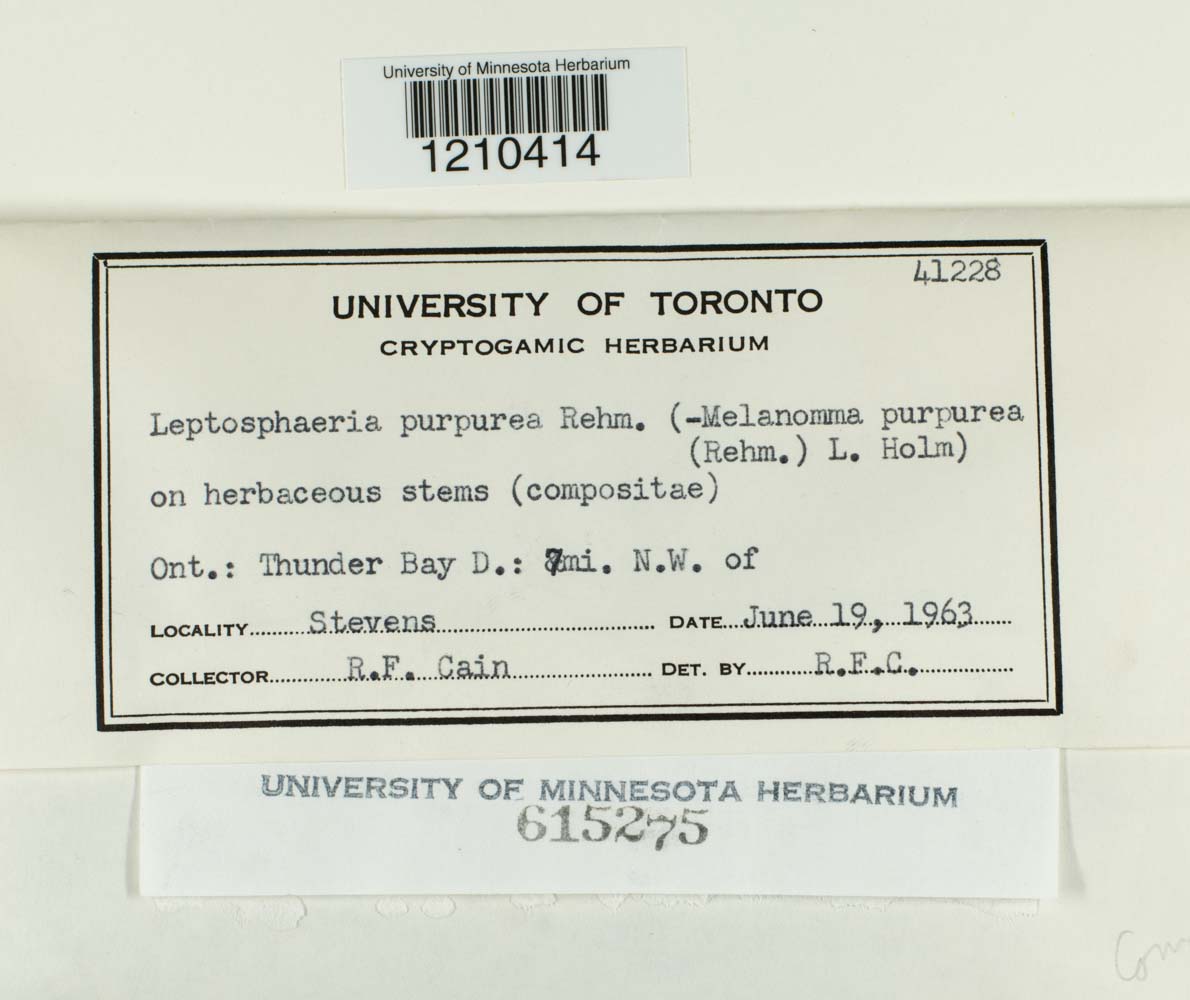 University of Minnesota Herbarium
1210414
41228
UNIVERSITY OF TORONTO
CRYPTOGAMIC HERBARIUM
Leptosphaeria purpurea Rehm. (-Melanomma purpurea
(Rehm.) L. Holm)
on herbaceous stems (compositae)
Ont.: Thunder Bay D.: 7mi. N.W. of
LOCALITY Stevens DATE June 19, 1963
COLLECTOR R.F. Cain DET. BY R.F.C.
UNIVERSITY OF MINNESOTA HERBARIUM
615275